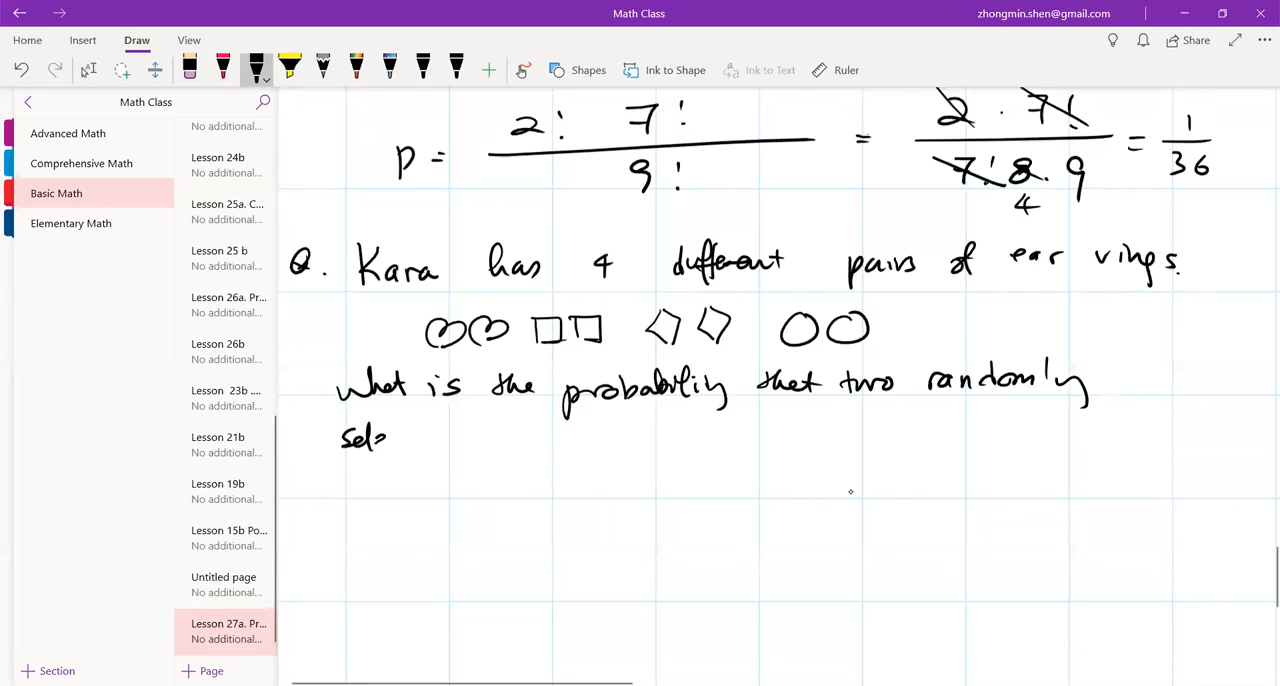 Math Class
zhongmin.shen@gmail.com
Home Insert Draw View
Share
Shapes
Ink to Shape
Ink to Text
Ruler
Math Class
Advanced Math
Comprehensive Math
Basic Math
Elementary Math
No additional...
Lesson 24b
No additional...
Lesson 25a. C...
No additional...
Lesson 25 b
No additional...
Lesson 26a. Pr...
No additional...
Lesson 26b
No additional...
Lesson 23b ....
No additional...
Lesson 21b
No additional...
Lesson 19b
No additional...
Lesson 15b Po...
No additional...
Untitled page
No additional...
Lesson 27a. Pr...
No additional...
Section
Page
2! 7! 2 · 7! 1
P = = =
9! 7! 8 · 9 36
4
Q. Kara has 4 different pairs of ear rings.
what is the probability that two randomly